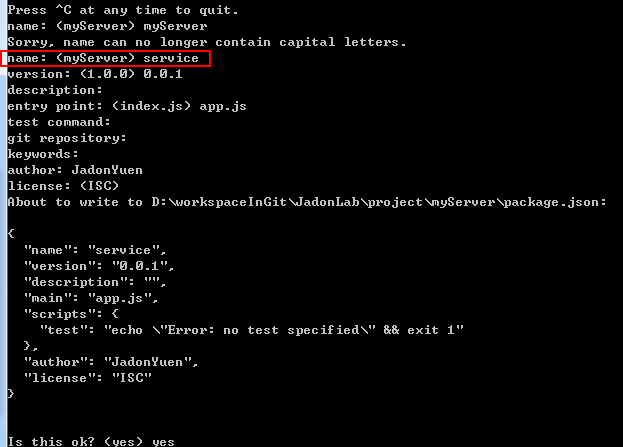 Press ^C at any time to quit.
name: (myServer) myServer
Sorry, name can no longer contain capital letters.
name: (myServer) service
version: (1.0.0) 0.0.1
description:
entry point: (index.js) app.js
test command:
git repository:
keywords:
author: JadonYuen
license: (ISC)
About to write to D:\workspaceInGit\JadonLab\project\myServer\package.json:
{
  "name": "service",
  "version": "0.0.1",
  "description": "",
  "main": "app.js",
  "scripts": {
    "test": "echo \"Error: no test specified\" && exit 1"
  },
  "author": "JadonYuen",
  "license": "ISC"
}
Is this ok? (yes) yes